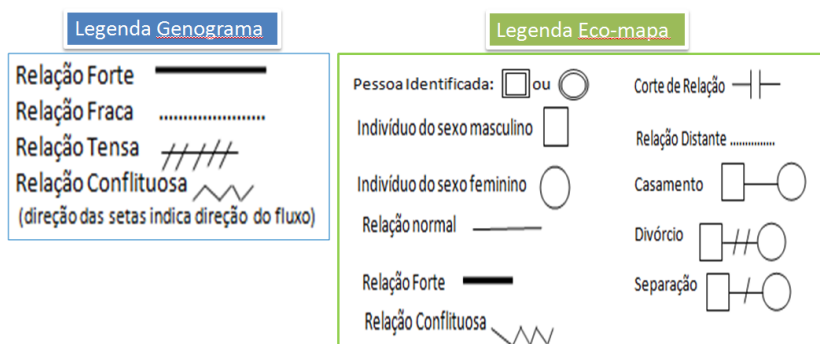 Legenda Genograma
Relação Forte
Relação Fraca
Relação Tensa
Relação Conflituosa
(direção das setas indica direção do fluxo)
Legenda Eco-mapa
Pessoa Identificada: ou
Indivíduo do sexo masculino
Indivíduo do sexo feminino
Relação normal
Relação Forte
Relação Conflituosa
Corte de Relação
Relação Distante
Casamento
Divórcio
Separação